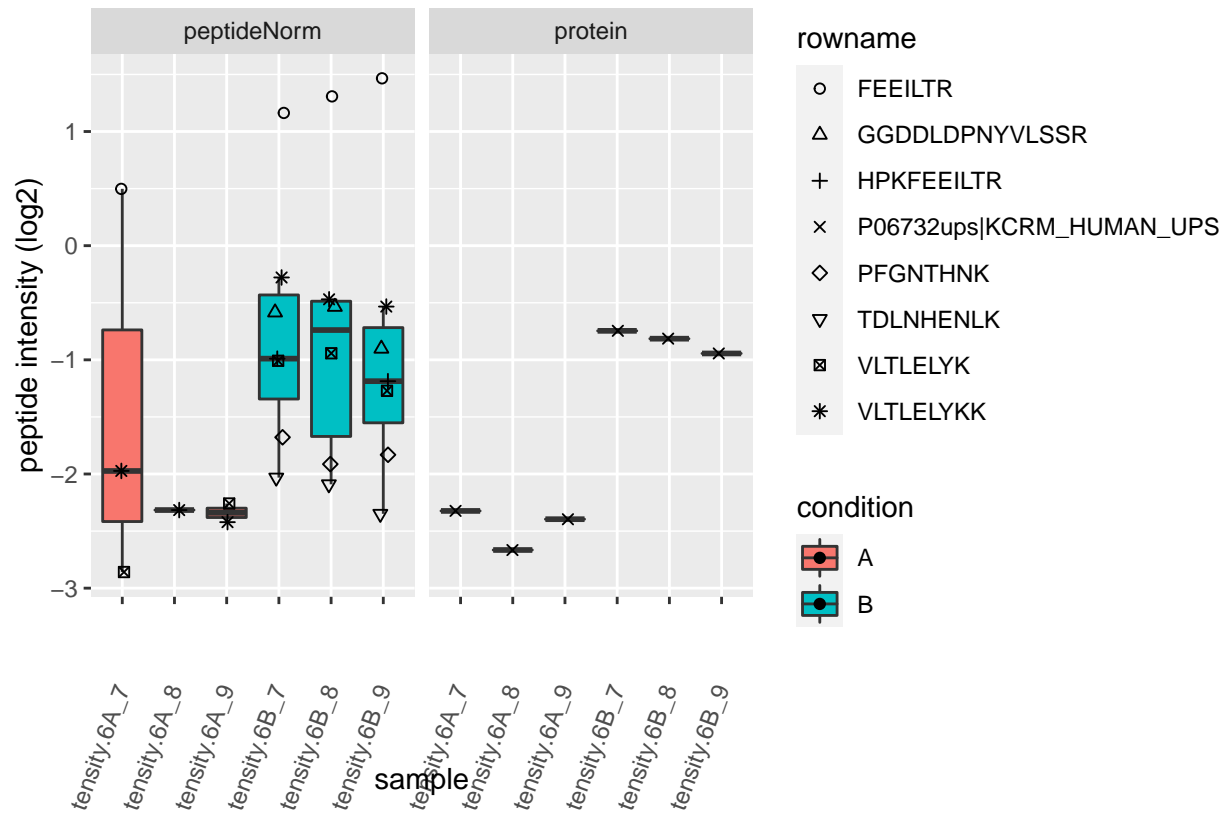 peptideNorm
protein
peptide intensity (log2)
1
0
−1
−2
−3
tensity.6A_7
tensity.6A_8
tensity.6A_9
tensity.6B_7
tensity.6B_8
tensity.6B_9
tensity.6A_7
tensity.6A_8
tensity.6A_9
tensity.6B_7
tensity.6B_8
tensity.6B_9
sample
rowname
FEEILTR
GGDDLDPNYVLSSR
HPKFEEILTR
P06732ups|KCRM_HUMAN_UPS
PFGNTHNK
TDLNHENLK
VLTLELYK
VLTLELYKK
condition
A
B